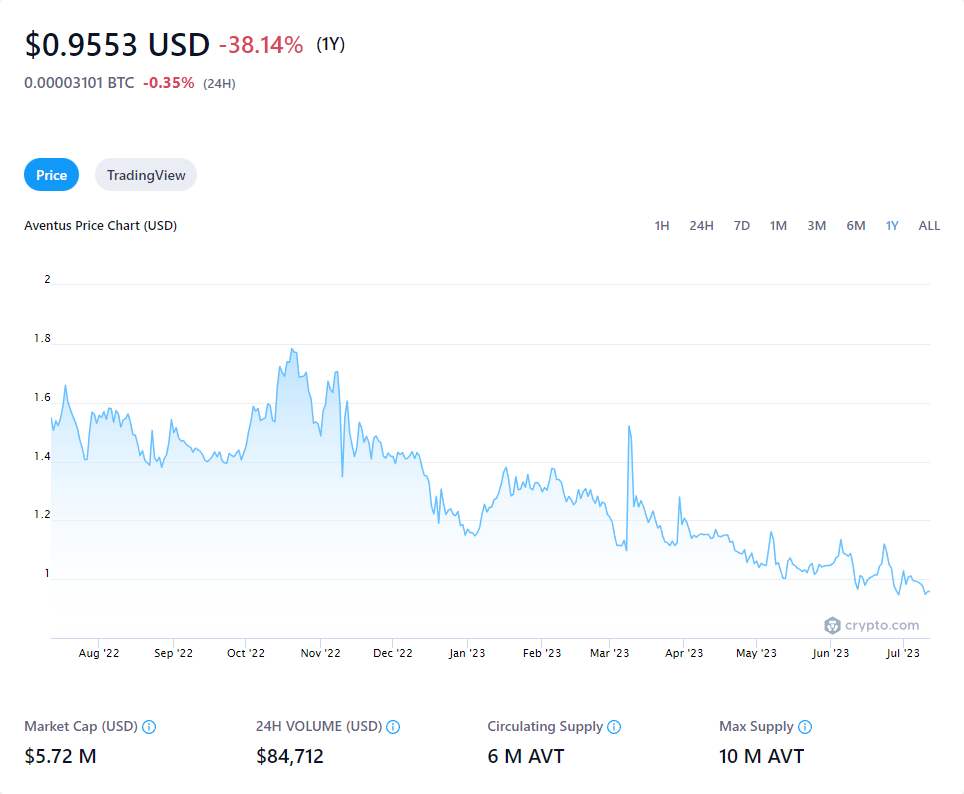 $0.9553 USD -38.14% (1Y)
0.00003101 BTC -0.35% (24H)
Price TradingView
Aventus Price Chart (USD) 1H 24H 7D 1M 3M 6M 1Y ALL
2
1.8
1.6
1.4
1.2
1
crypto.com
Aug '22 Sep '22 Oct '22 Nov '22 Dec '22 Jan '23 Feb '23 Mar '23 Apr '23 May '23 Jun '23 Jul '23
Market Cap (USD) 24H VOLUME (USD) Circulating Supply Max Supply
$5.72 M $84,712 6 M AVT 10 M AVT